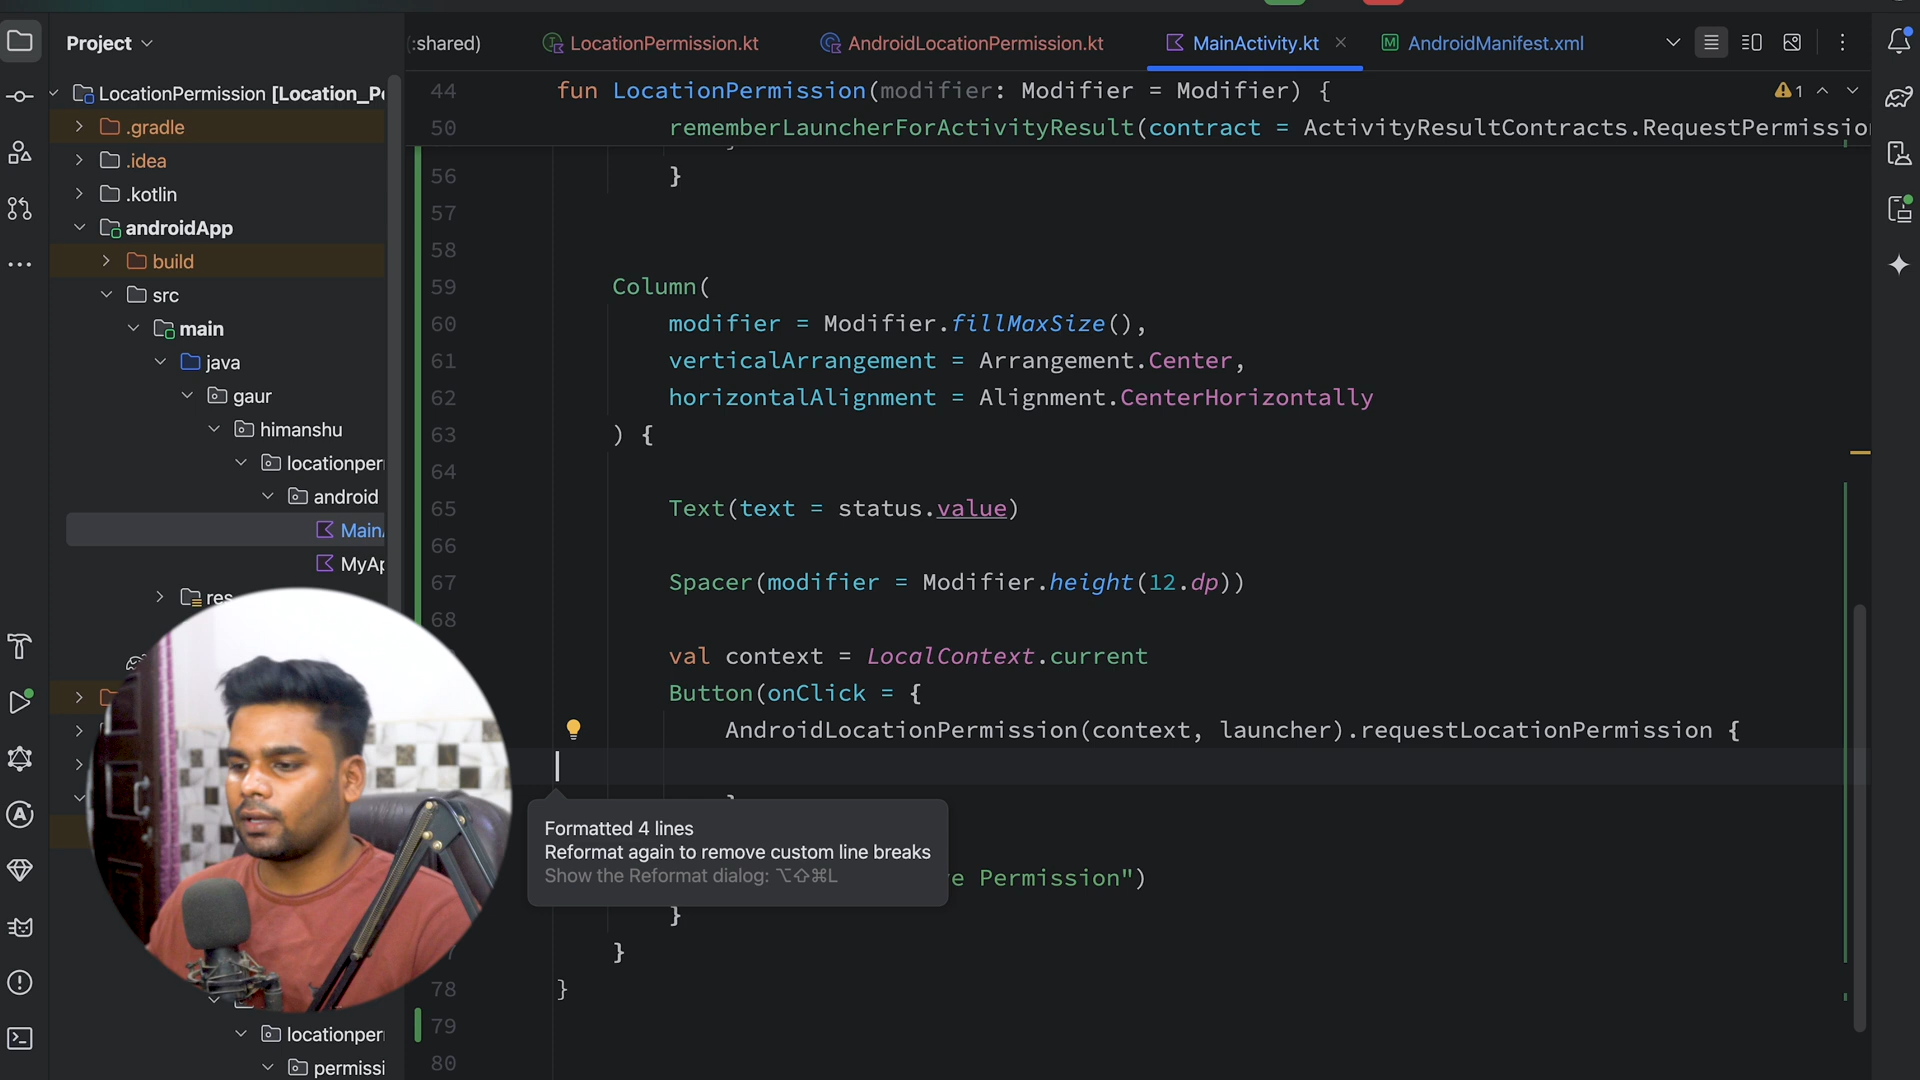 Project
:shared)
LocationPermission.kt
AndroidLocationPermission.kt
MainActivity.kt
AndroidManifest.xml
LocationPermission [Location_P
.gradle
.idea
.kotlin
androidApp
build
src
main
java
gaur
himanshu
locationper
android
Main
MyAp
res
locationper
permissi
44 fun LocationPermission(modifier: Modifier = Modifier) {
1
50 rememberLauncherForActivityResult(contract = ActivityResultContracts.RequestPermissio
56 }
57
58
59 Column(
60 modifier = Modifier.fillMaxSize(),
61 verticalArrangement = Arrangement.Center,
62 horizontalAlignment = Alignment.CenterHorizontally
63 ) {
64
65 Text(text = status.value)
66
67 Spacer(modifier = Modifier.height(12.dp))
68
val context = LocalContext.current
Button(onClick = {
AndroidLocationPermission(context, launcher).requestLocationPermission {
Formatted 4 lines
Reformat again to remove custom line breaks
Show the Reformat dialog: ⌥⇧⌘L
e Permission")
}
}
78 }
79
80